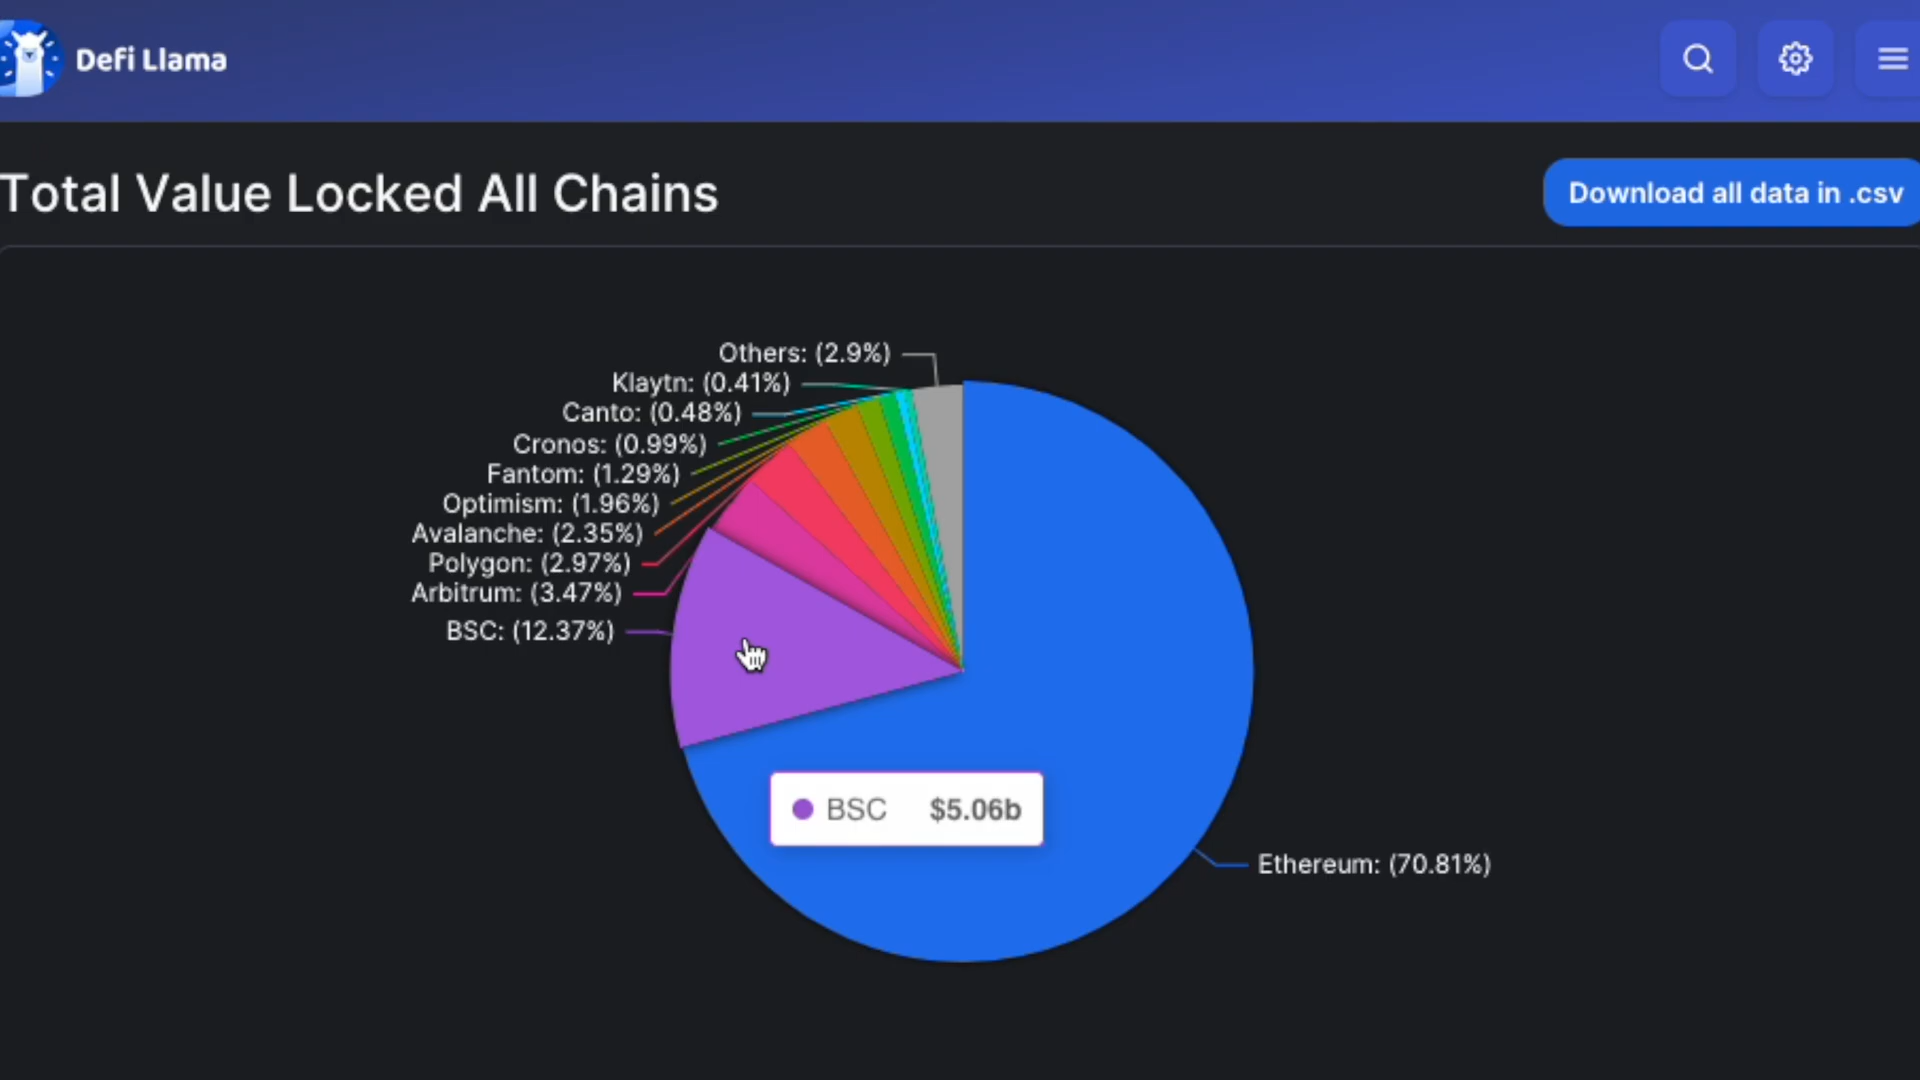 Defi Llama
Total Value Locked All Chains
Download all data in .csv
Others: (2.9%)
Klaytn: (0.41%)
Canto: (0.48%)
Cronos: (0.99%)
Fantom: (1.29%)
Optimism: (1.96%)
Avalanche: (2.35%)
Polygon: (2.97%)
Arbitrum: (3.47%)
BSC: (12.37%)
BSC $5.06b
Ethereum: (70.81%)